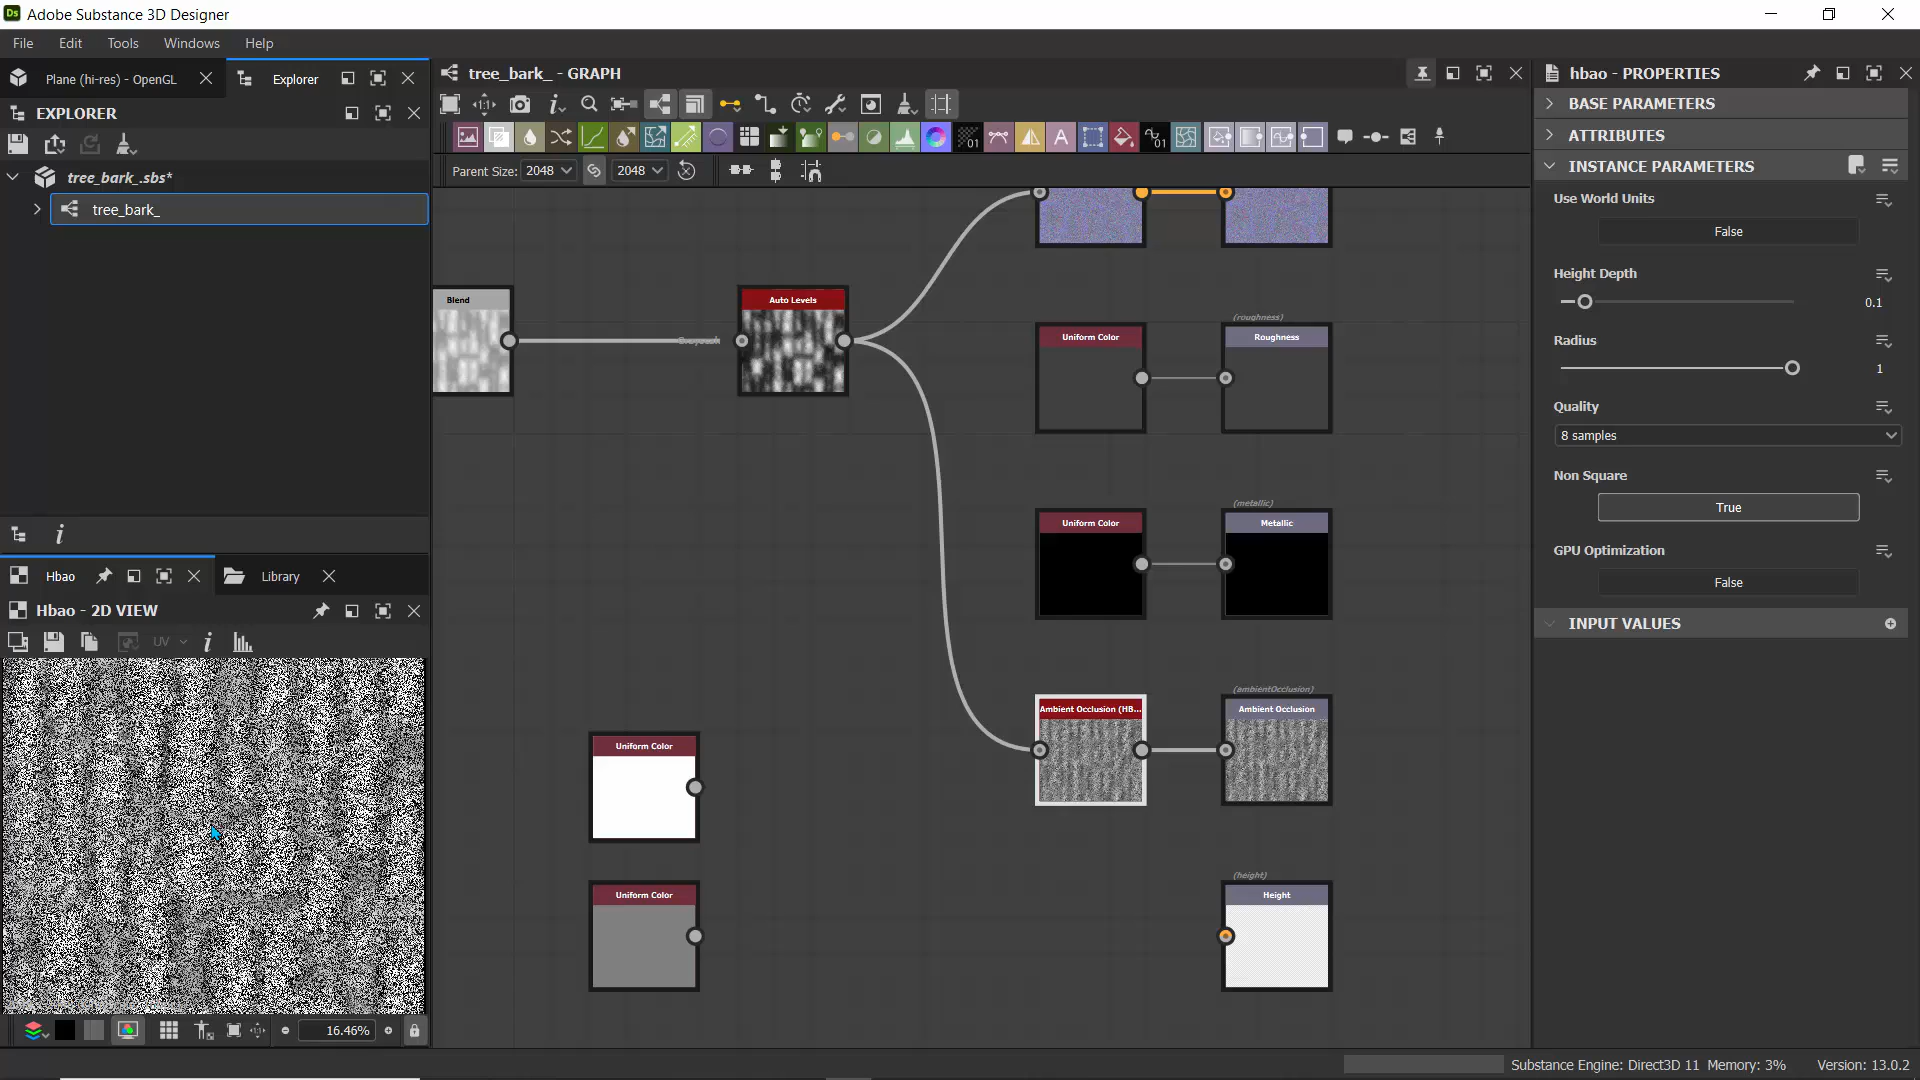 Adobe Substance 3D Designer
File Edit Tools Windows Help
Plane (hi-res) - OpenGL
Explorer
EXPLORER
tree_bark_.sbs*
tree_bark_
Hbao
Library
Hbao - 2D VIEW
UV
16.46%
tree_bark_ - GRAPH
Parent Size: 2048 2048
Blend
Auto Levels
(roughness)
Uniform Color
Roughness
(metallic)
Uniform Color
Metallic
(ambientOcclusion)
Ambient Occlusion (HB...
Ambient Occlusion
Uniform Color
(height)
Uniform Color
Height
hbao - PROPERTIES
BASE PARAMETERS
ATTRIBUTES
INSTANCE PARAMETERS
Use World Units
False
Height Depth
0.1
Radius
1
Quality
8 samples
Non Square
True
GPU Optimization
False
INPUT VALUES
Substance Engine: Direct3D 11 Memory: 3% Version: 13.0.2